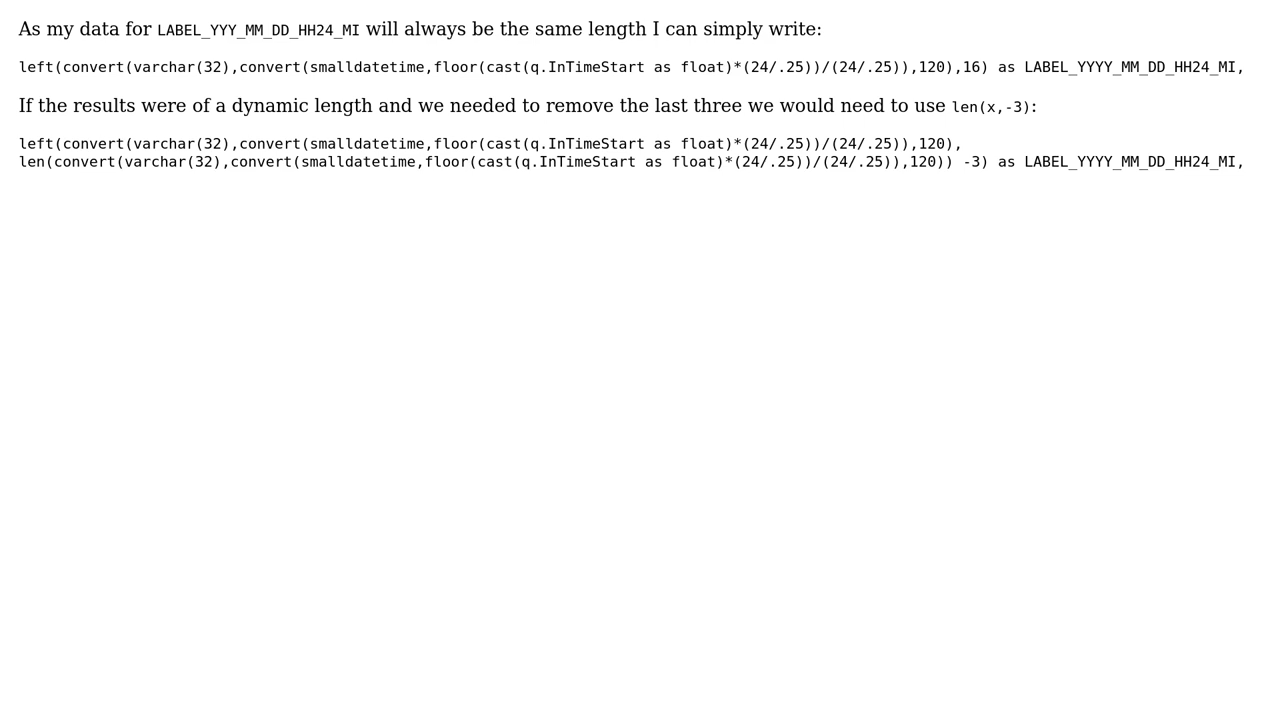 As my data for LABEL_YYY_MM_DD_HH24_MI will always be the same length I can simply write:
left(convert(varchar(32),convert(smalldatetime,floor(cast(q.InTimeStart as float)*(24/.25))/(24/.25)),120),16) as LABEL_YYYY_MM_DD_HH24_MI,
If the results were of a dynamic length and we needed to remove the last three we would need to use len(x,-3):
left(convert(varchar(32),convert(smalldatetime,floor(cast(q.InTimeStart as float)*(24/.25))/(24/.25)),120),
len(convert(varchar(32),convert(smalldatetime,floor(cast(q.InTimeStart as float)*(24/.25))/(24/.25)),120)) -3) as LABEL_YYYY_MM_DD_HH24_MI,